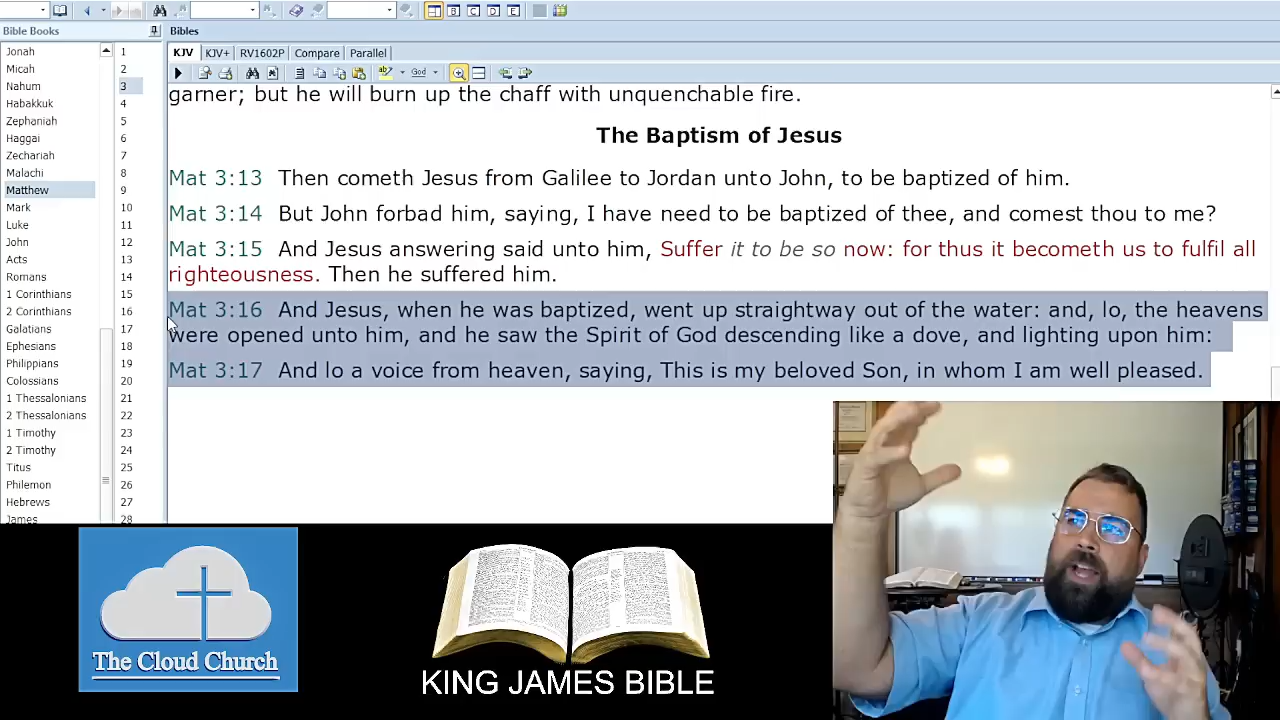 Bible Books
Bibles
B C D E
Jonah
Micah
Nahum
Habakkuk
Zephaniah
Haggai
Zechariah
Malachi
Matthew
Mark
Luke
John
Acts
Romans
1 Corinthians
2 Corinthians
Galatians
Ephesians
Philippians
Colossians
1 Thessalonians
2 Thessalonians
1 Timothy
2 Timothy
Titus
Philemon
Hebrews
James
1
2
3
4
5
6
7
8
9
10
11
12
13
14
15
16
17
18
19
20
21
22
23
24
25
26
27
28
KJV KJV+ RV1602P Compare Parallel
God
garner; but he will burn up the chaff with unquenchable fire.
The Baptism of Jesus
Mat 3:13 Then cometh Jesus from Galilee to Jordan unto John, to be baptized of him.
Mat 3:14 But John forbad him, saying, I have need to be baptized of thee, and comest thou to me?
Mat 3:15 And Jesus answering said unto him, Suffer it to be so now: for thus it becometh us to fulfil all
righteousness. Then he suffered him.
Mat 3:16 And Jesus, when he was baptized, went up straightway out of the water: and, lo, the heavens
were opened unto him, and he saw the Spirit of God descending like a dove, and lighting upon him:
Mat 3:17 And lo a voice from heaven, saying, This is my beloved Son, in whom I am well pleased.
The Cloud Church
KING JAMES BIBLE